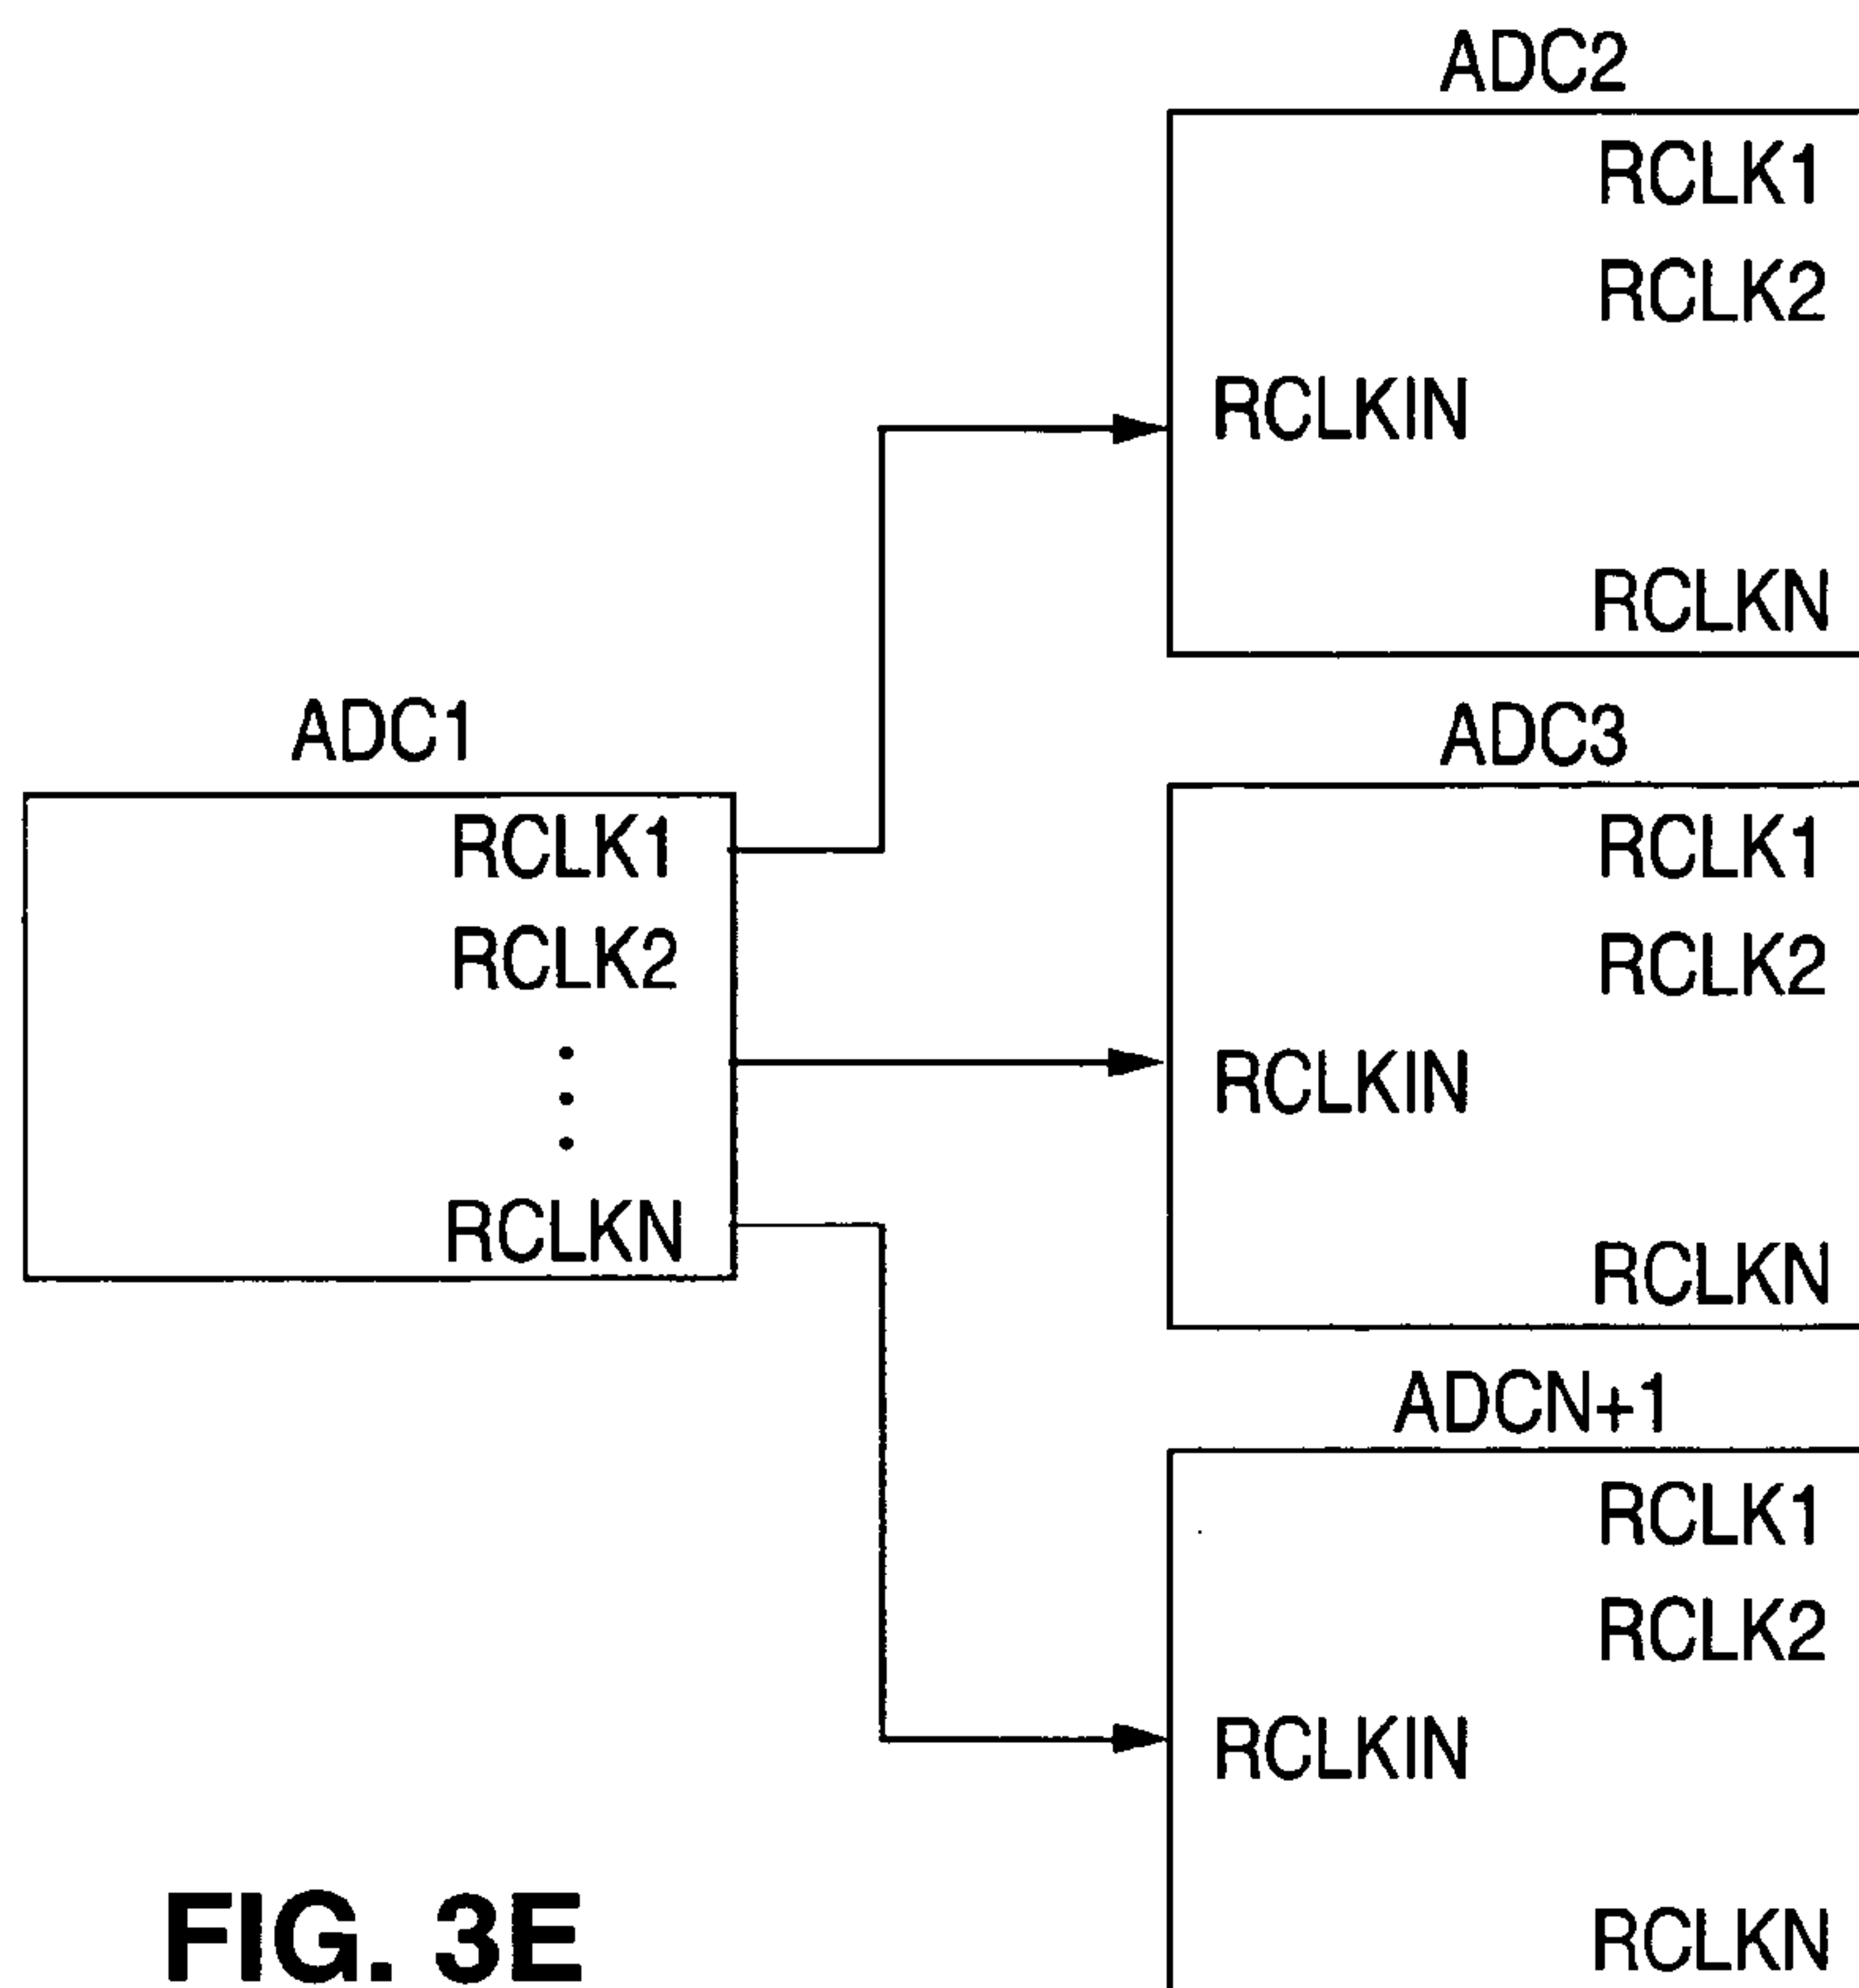 ADC1
RCLK1
RCLK2
RCLKN
ADC2
RCLK1
RCLK2
RCLKIN
RCLKN
ADC3
RCLK1
RCLK2
RCLKIN
RCLKN
ADCN+1
RCLK1
RCLK2
RCLKIN
RCLKN
FIG. 3E